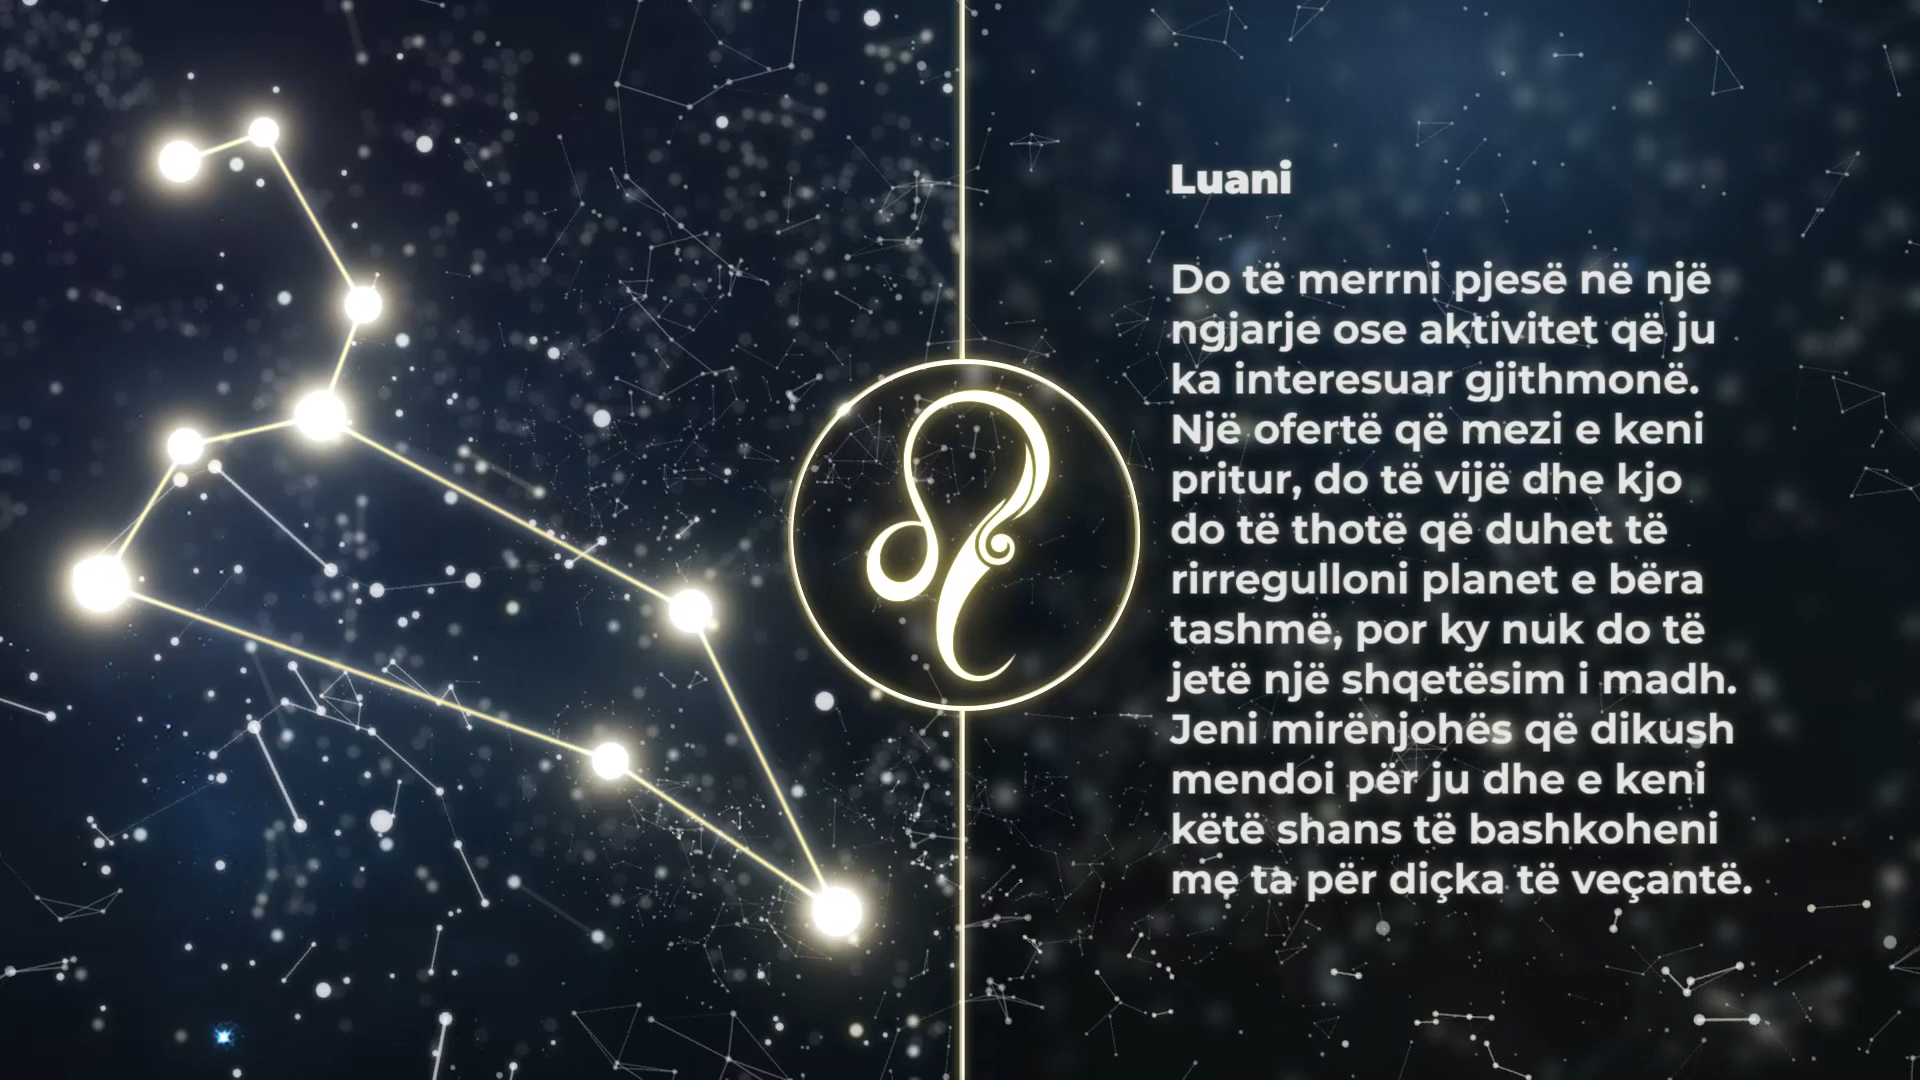 Luani
Do të merrni pjesë në një
ngjarje ose aktivitet që ju
ka interesuar gjithmonë.
Një ofertë që mezi e keni
pritur, do të vijë dhe kjo
do të thotë që duhet të
rirregulloni planet e bëra
tashmë, por ky nuk do të
jetë një shqetësim i madh.
Jeni mirënjohës që dikush
mendoi për ju dhe e keni
këtë shans të bashkoheni
me ta për diçka të veçantë.